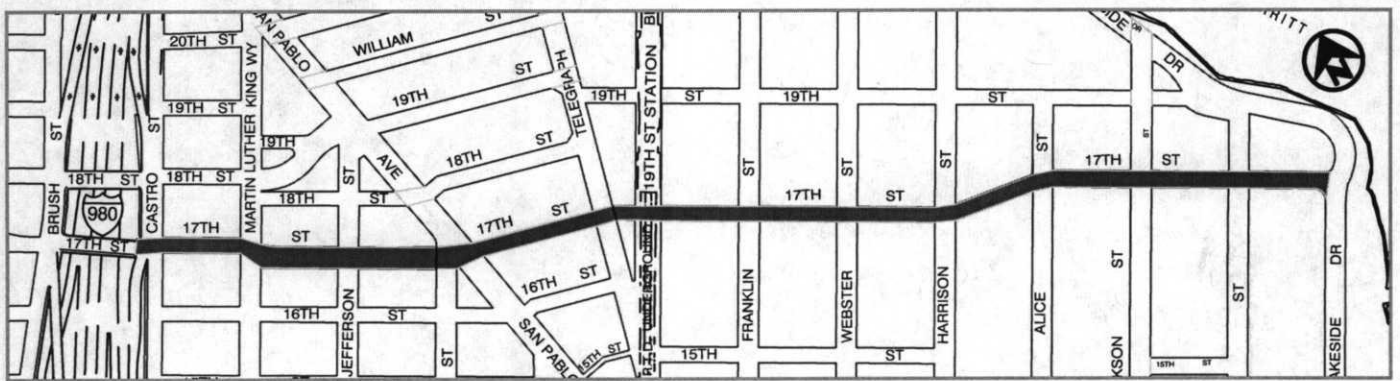 20TH ST
SAN PABLO
WILLIAM
ST
TELEGRAPH
19TH ST STATION
DR
19TH ST
MARTIN LUTHER KING WY
19TH
ST
19TH ST
19TH
ST
19TH
ST
BRUSH
ST
CASTRO
ST
18TH ST
18TH ST
980
17TH ST
17TH
ST
18TH
ST
ST
AVE
18TH
ST
17TH
ST
16TH
ST
17TH
ST
ST
ST
ST
ST
ST
17TH ST
16TH
ST
JEFFERSON
ST
SAN PABLO
15TH ST
FRANKLIN
WEBSTER
HARRISON
ALICE
KSON
ST
ST
AKESIDE
DR
15TH
ST
15TH ST